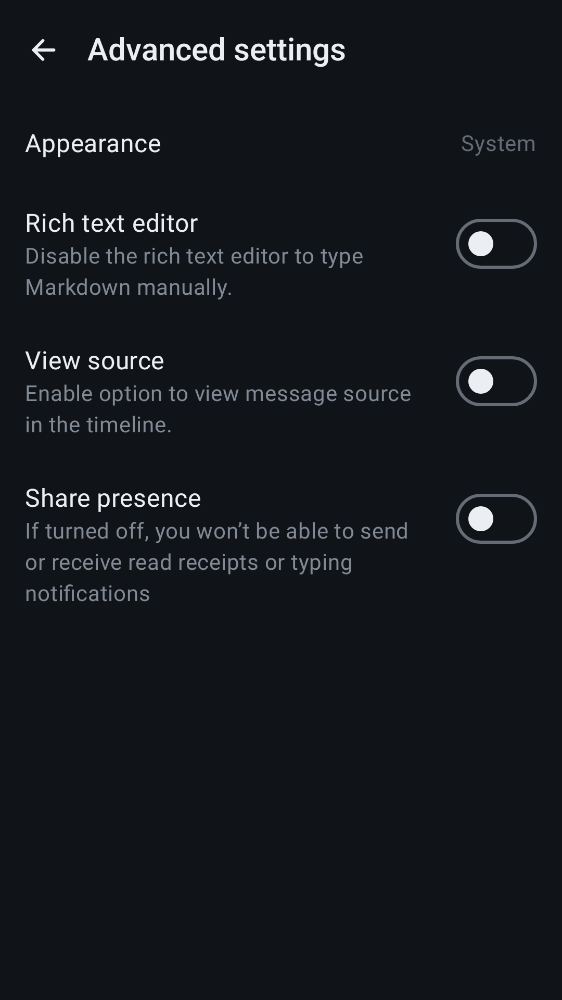 Advanced settings
Appearance
System
Rich text editor
Disable the rich text editor to type
Markdown manually.
View source
Enable option to view message source
in the timeline.
Share presence
If turned off, you won’t be able to send
or receive read receipts or typing
notifications